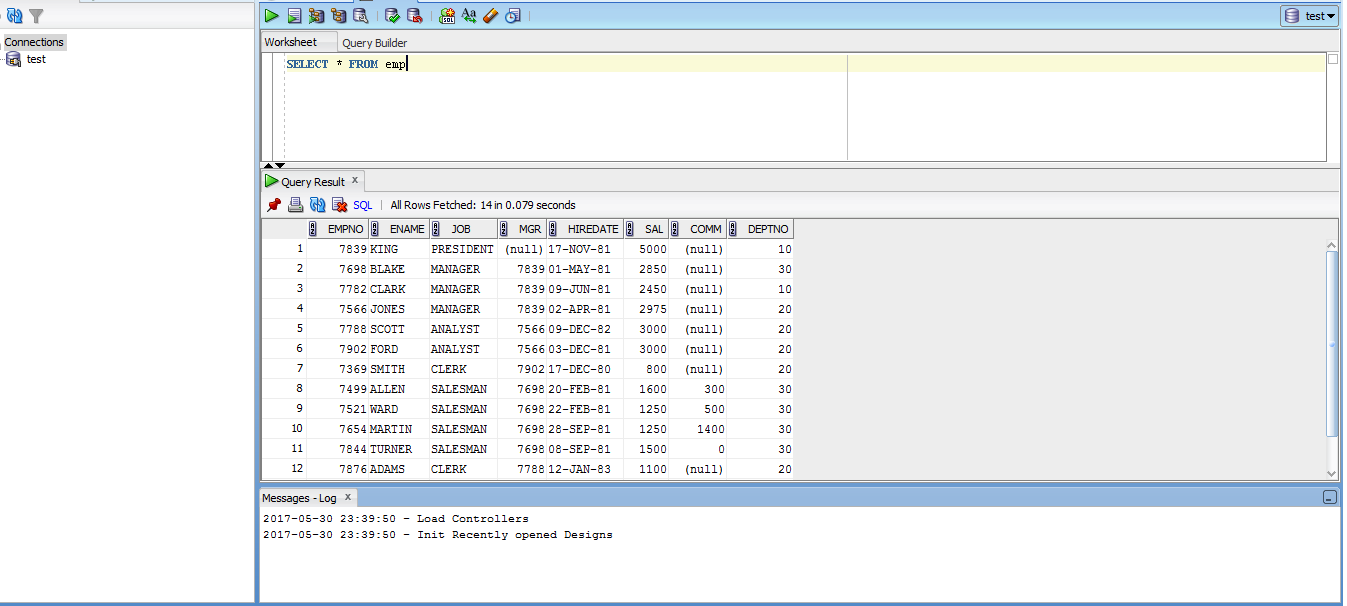 test
Connections
test
Worksheet Query Builder
SELECT * FROM emp
Query Result x
SQL | All Rows Fetched: 14 in 0.079 seconds
EMPNO ENAME JOB MGR HIREDATE SAL COMM DEPTNO
1 7839 KING PRESIDENT (null) 17-NOV-81 5000 (null) 10
2 7698 BLAKE MANAGER 7839 01-MAY-81 2850 (null) 30
3 7782 CLARK MANAGER 7839 09-JUN-81 2450 (null) 10
4 7566 JONES MANAGER 7839 02-APR-81 2975 (null) 20
5 7788 SCOTT ANALYST 7566 09-DEC-82 3000 (null) 20
6 7902 FORD ANALYST 7566 03-DEC-81 3000 (null) 20
7 7369 SMITH CLERK 7902 17-DEC-80 800 (null) 20
8 7499 ALLEN SALESMAN 7698 20-FEB-81 1600 300 30
9 7521 WARD SALESMAN 7698 22-FEB-81 1250 500 30
10 7654 MARTIN SALESMAN 7698 28-SEP-81 1250 1400 30
11 7844 TURNER SALESMAN 7698 08-SEP-81 1500 0 30
12 7876 ADAMS CLERK 7788 12-JAN-83 1100 (null) 20
Messages - Log x
2017-05-30 23:39:50 - Load Controllers
2017-05-30 23:39:50 - Init Recently opened Designs